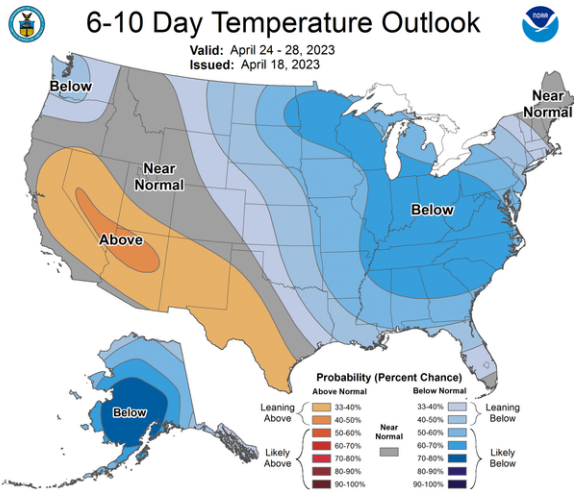 6-10 Day Temperature Outlook
Valid: April 24 - 28, 2023
Issued: April 18, 2023
NOAA
Below
Near
Normal
Near
Normal
Above
Below
Below
Probability (Percent Chance)
Above Normal
Below Normal
Leaning
Above
33-40%
40-50%
Likely
Above
50-60%
60-70%
70-80%
80-90%
90-100%
Near
Normal
33-40%
40-50%
Leaning
Below
50-60%
60-70%
70-80%
80-90%
90-100%
Likely
Below